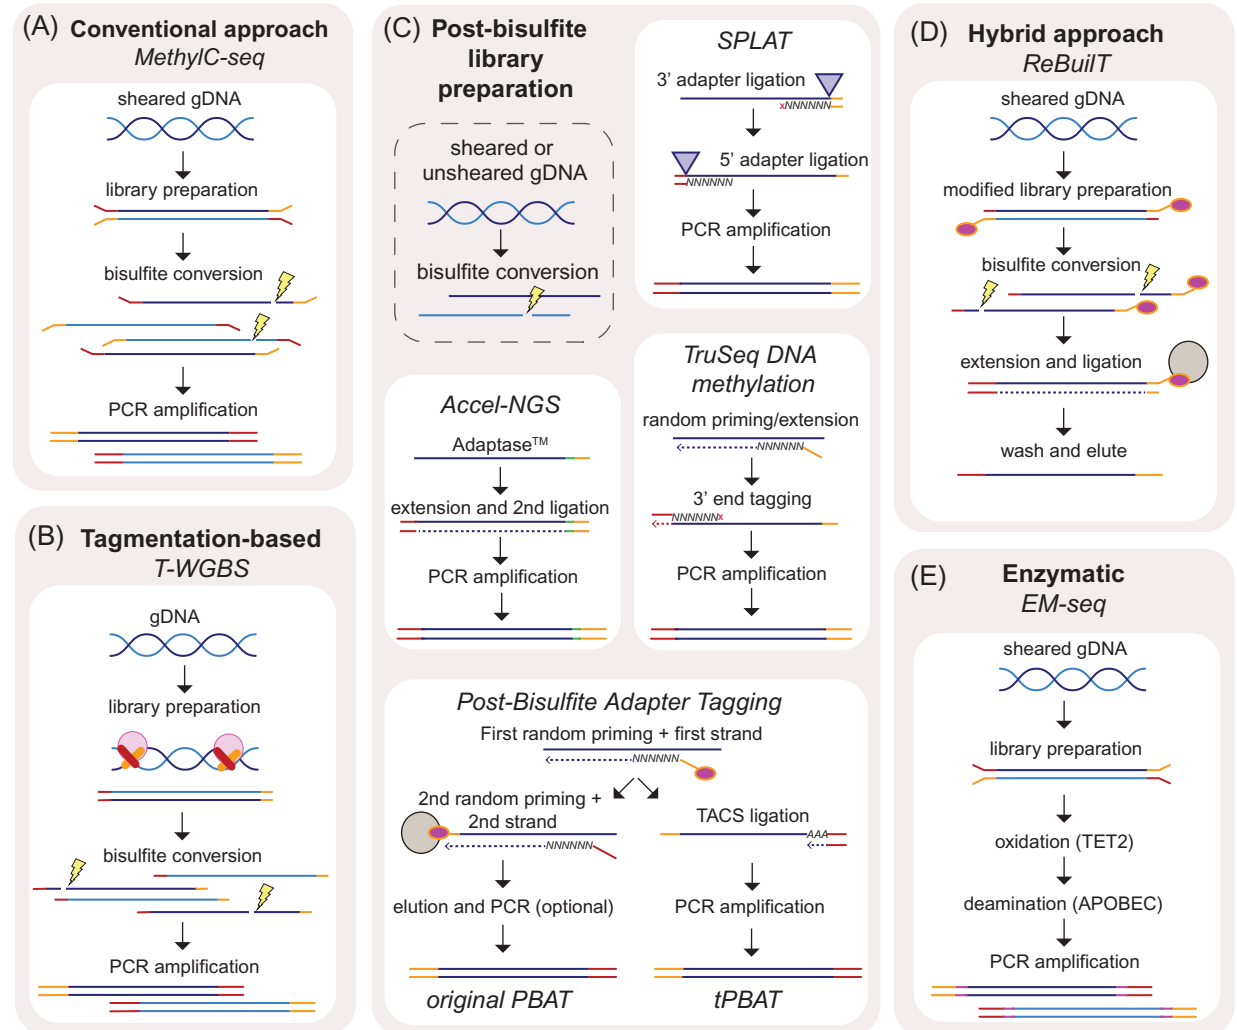 (A) Conventional approach
MethylC-seq
sheared gDNA
library preparation
bisulfite conversion
PCR amplification
(B) Tagmentation-based
T-WGBS
gDNA
library preparation
bisulfite conversion
PCR amplification
(C) Post-bisulfite
library
preparation
sheared or
unsheared gDNA
bisulfite conversion
SPLAT
3’ adapter ligation
xNNNNNN
5’ adapter ligation
NNNNNN
PCR amplification
Accel-NGS
Adaptase™
extension and 2nd ligation
PCR amplification
TruSeq DNA
methylation
random priming/extension
NNNNNN
3’ end tagging
NNNNNNx
PCR amplification
Post-Bisulfite Adapter Tagging
First random priming + first strand
NNNNNN
2nd random priming +
2nd strand
NNNNNN
elution and PCR (optional)
original PBAT
TACS ligation
AAA
PCR amplification
tPBAT
(D) Hybrid approach
ReBuilT
sheared gDNA
modified library preparation
bisulfite conversion
extension and ligation
wash and elute
(E) Enzymatic
EM-seq
sheared gDNA
library preparation
oxidation (TET2)
deamination (APOBEC)
PCR amplification